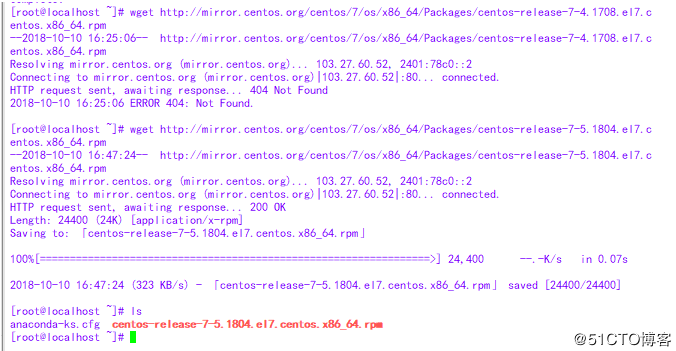 [root@localhost ~]# wget http://mirror.centos.org/centos/7/os/x86_64/Packages/centos-release-7-4.1708.el7.c
entos.x86_64.rpm
--2018-10-10 16:25:06--  http://mirror.centos.org/centos/7/os/x86_64/Packages/centos-release-7-4.1708.el7.c
entos.x86_64.rpm
Resolving mirror.centos.org (mirror.centos.org)... 103.27.60.52, 2401:78c0::2
Connecting to mirror.centos.org (mirror.centos.org)|103.27.60.52|:80... connected.
HTTP request sent, awaiting response... 404 Not Found
2018-10-10 16:25:06 ERROR 404: Not Found.
[root@localhost ~]# wget http://mirror.centos.org/centos/7/os/x86_64/Packages/centos-release-7-5.1804.el7.c
entos.x86_64.rpm
--2018-10-10 16:47:24--  http://mirror.centos.org/centos/7/os/x86_64/Packages/centos-release-7-5.1804.el7.c
entos.x86_64.rpm
Resolving mirror.centos.org (mirror.centos.org)... 103.27.60.52, 2401:78c0::2
Connecting to mirror.centos.org (mirror.centos.org)|103.27.60.52|:80... connected.
HTTP request sent, awaiting response... 200 OK
Length: 24400 (24K) [application/x-rpm]
Saving to: 「centos-release-7-5.1804.el7.centos.x86_64.rpm」
100%[==================================================================>] 24,400      --.-K/s   in 0.07s
2018-10-10 16:47:24 (323 KB/s) - 「centos-release-7-5.1804.el7.centos.x86_64.rpm」 saved [24400/24400]
[root@localhost ~]# ls
anaconda-ks.cfg  centos-release-7-5.1804.el7.centos.x86_64.rpm
[root@localhost ~]#
@51CTO博客